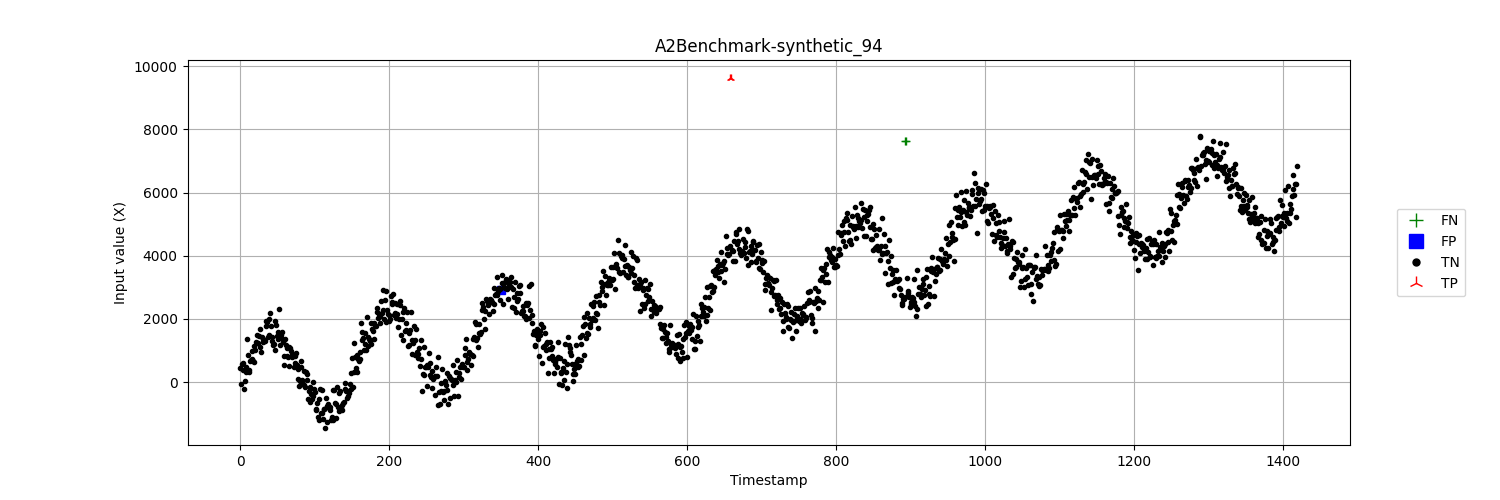 A2Benchmark-synthetic_94
10000
8000
6000
4000
2000
0
Input value (X)
0 200 400 600 800 1000 1200 1400
Timestamp
FN
FP
TN
TP